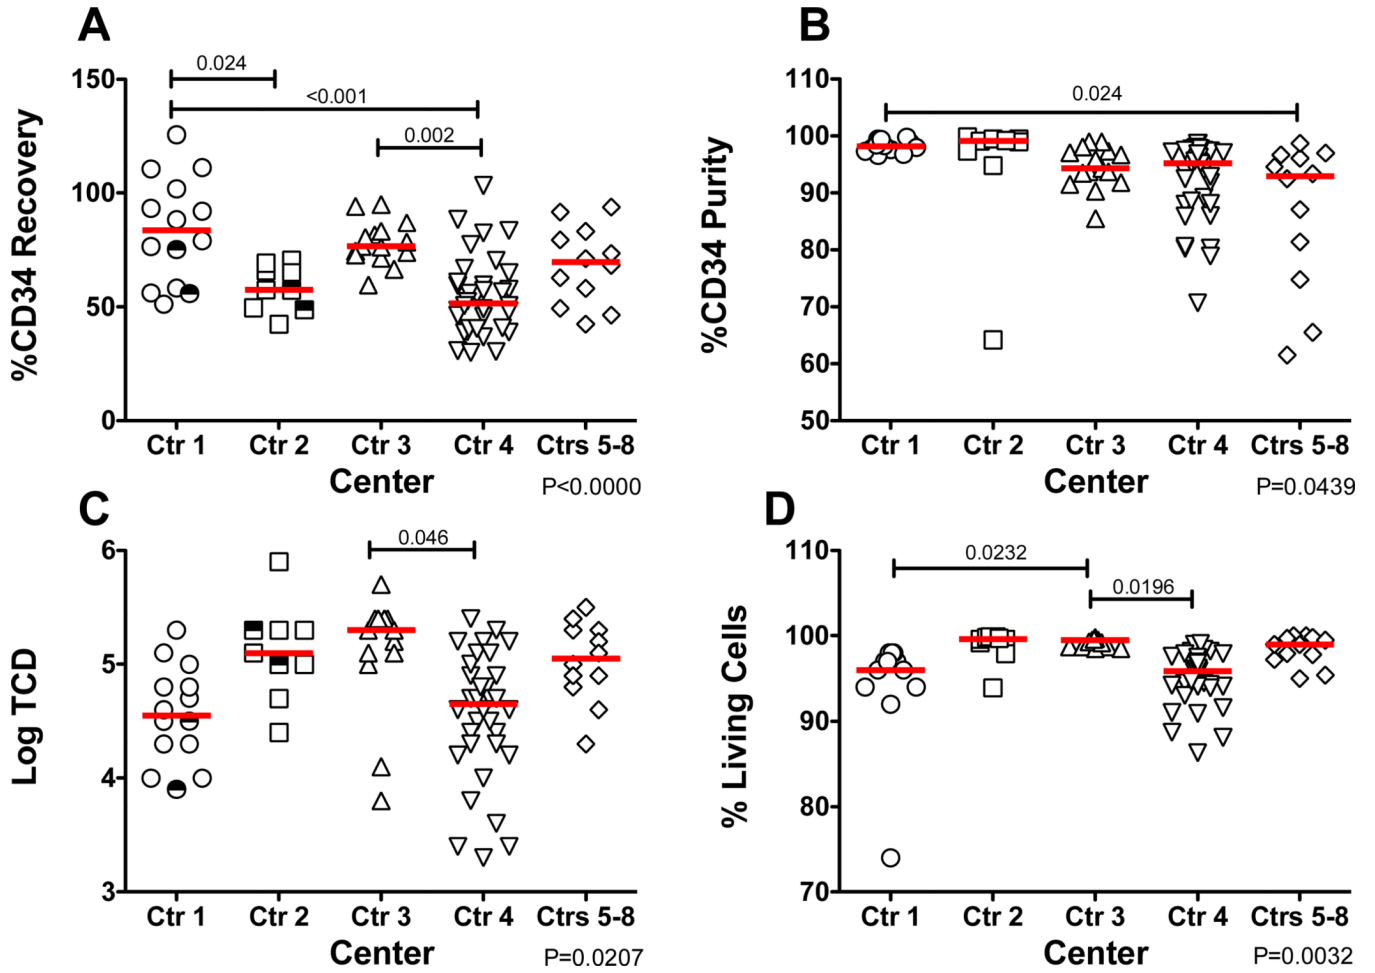 A
%CD34 Recovery
150
100
50
0
0.024
<0.001
0.002
Ctr 1
Ctr 2
Ctr 3
Ctr 4
Ctrs 5-8
Center
P<0.0000
B
%CD34 Purity
110
100
90
80
70
60
50
0.024
Ctr 1
Ctr 2
Ctr 3
Ctr 4
Ctrs 5-8
Center
P=0.0439
C
Log TCD
6
5
4
3
0.046
Ctr 1
Ctr 2
Ctr 3
Ctr 4
Ctrs 5-8
Center
P=0.0207
D
% Living Cells
110
100
90
80
70
0.0232
0.0196
Ctr 1
Ctr 2
Ctr 3
Ctr 4
Ctrs 5-8
Center
P=0.0032